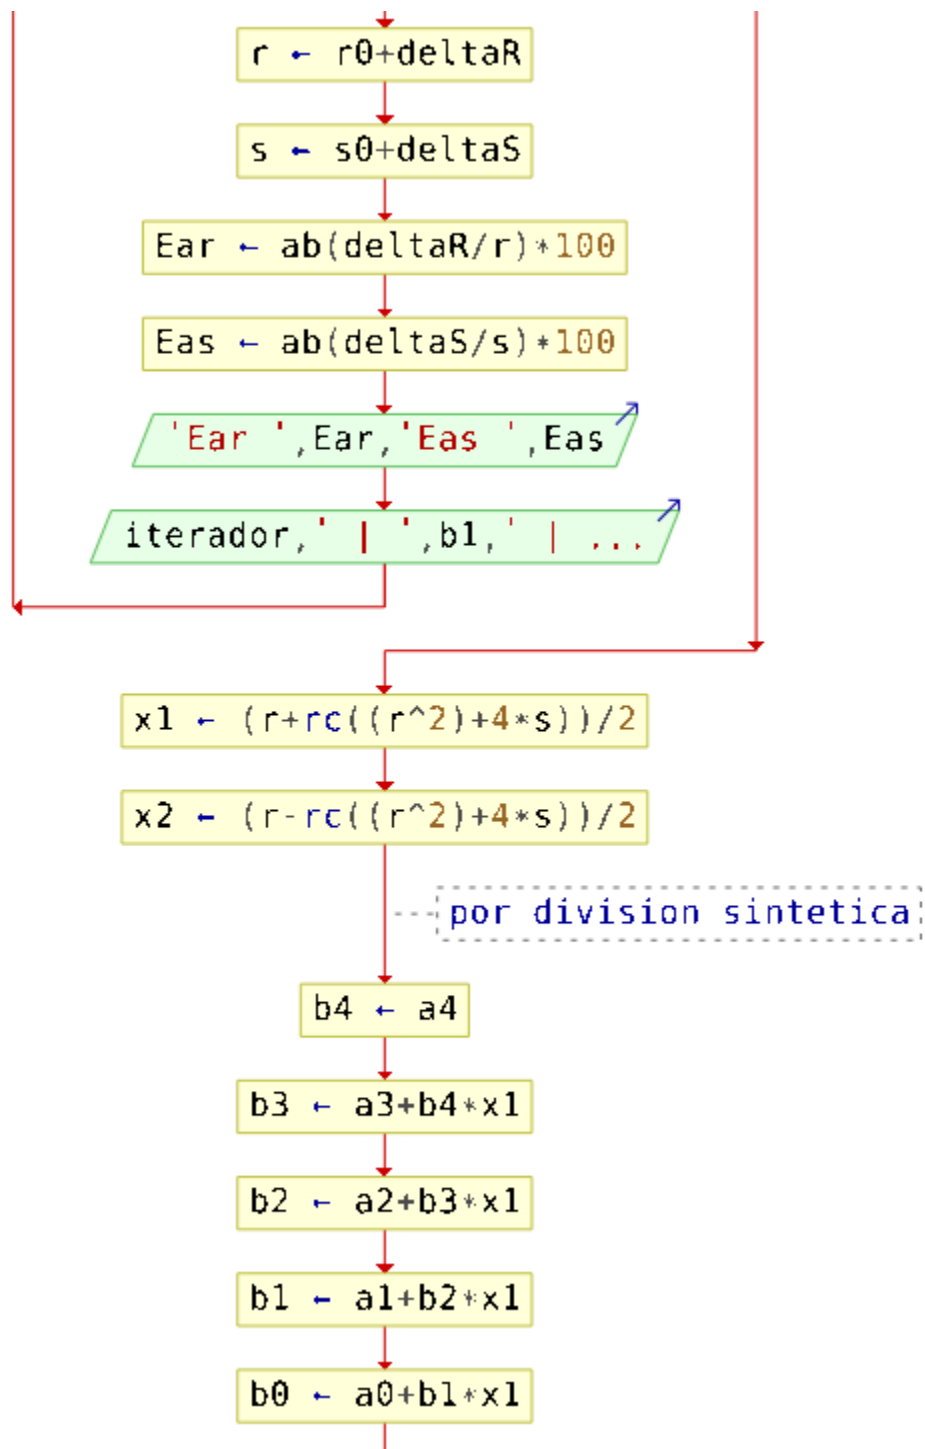 r ← r0+deltaR
s ← s0+deltaS
Ear ← ab(deltaR/r)*100
Eas ← ab(deltaS/s)*100
'Ear ',Ear,'Eas ',Eas
iterador,' | ',b1,' | ...
x1 ← (r+rc((r^2)+4*s))/2
x2 ← (r-rc((r^2)+4*s))/2
por division sintetica
b4 ← a4
b3 ← a3+b4*x1
b2 ← a2+b3*x1
b1 ← a1+b2*x1
b0 ← a0+b1*x1